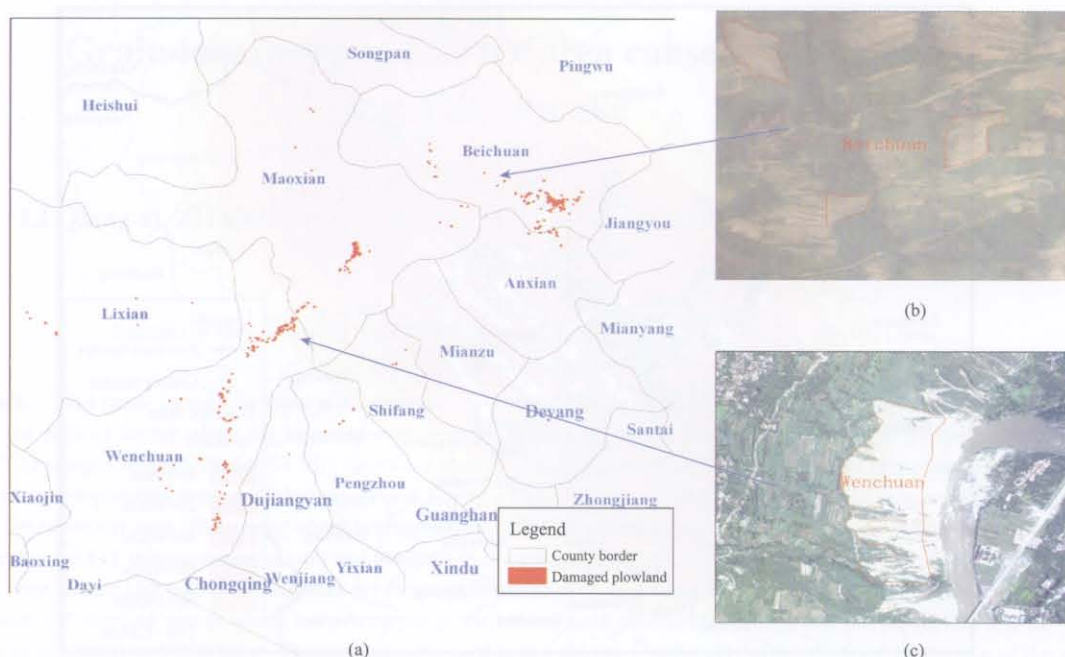 Songpan
Pingwu
Heishui
Beichuan
Maoxian
Jiangyou
Anxian
Lixian
Mianyang
Mianzu
Shifang
Deyang
Santai
Wenchuan
Pengzhou
Xiaojin
Dujiangyan
Zhongjiang
Guanghan
Legend
County border
Damaged plowland
Baoxing
Dayi
Chongqing
Wenjiang
Yixian
Xindu
(a)
Beichuan
(b)
Wenchuan
(c)